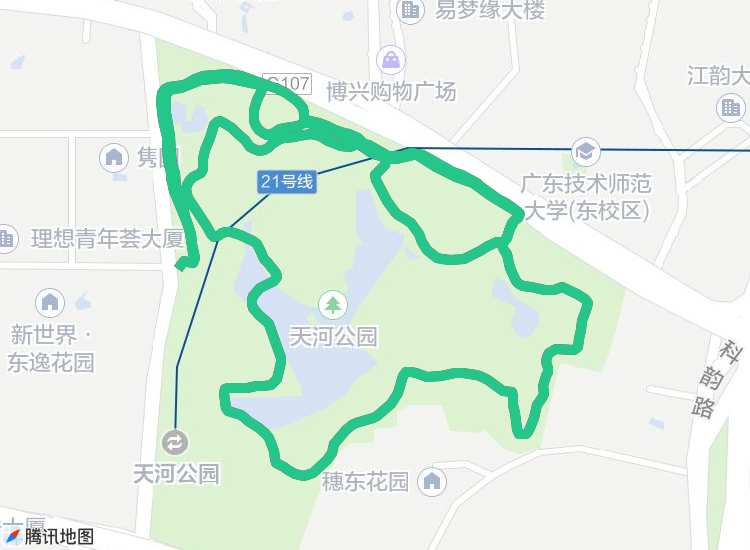 易梦缘大楼
G107
博兴购物广场
江韵大
隽园
21号线
广东技术师范
大学(东校区)
理想青年荟大厦
天河公园
新世界·
东逸花园
科韵路
天河公园
穗东花园
大厦
腾讯地图